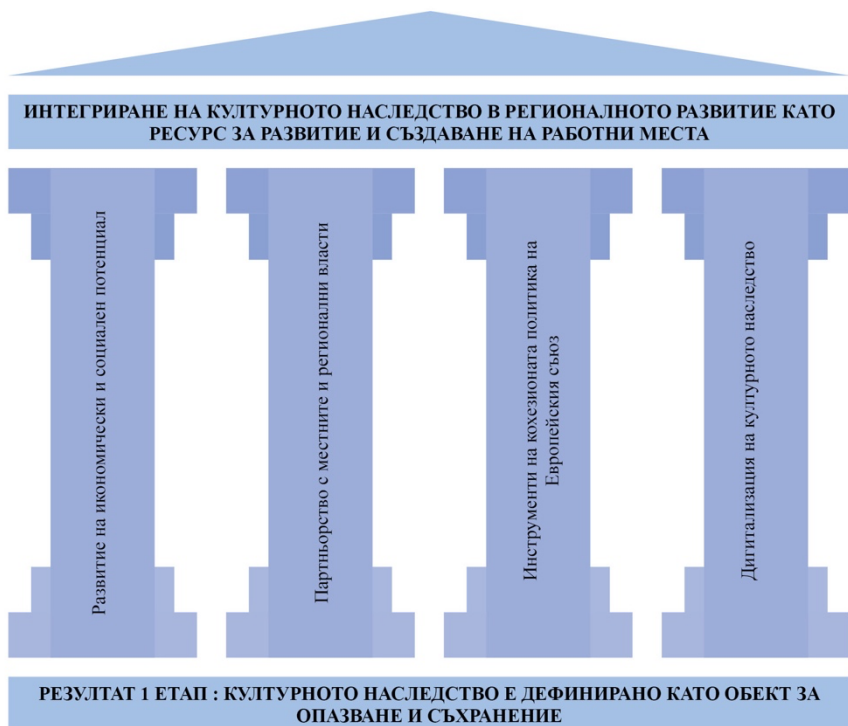 ИНТЕГРИРАНЕ НА КУЛТУРНОТО НАСЛЕДСТВО В РЕГИОНАЛНОТО РАЗВИТИЕ КАТО
РЕСУРС ЗА РАЗВИТИЕ И СЪЗДАВАНЕ НА РАБОТНИ МЕСТА
Развитие на икономически и социален потенциал
Партньорство с местните и регионални власти
Инструменти на кохезионата политика на
Европейския съюз
Дигитализация на културното наследство
РЕЗУЛТАТ 1 ЕТАП : КУЛТУРНОТО НАСЛЕДСТВО Е ДЕФИНИРАНО КАТО ОБЕКТ ЗА
ОПАЗВАНЕ И СЪХРАНЕНИЕ